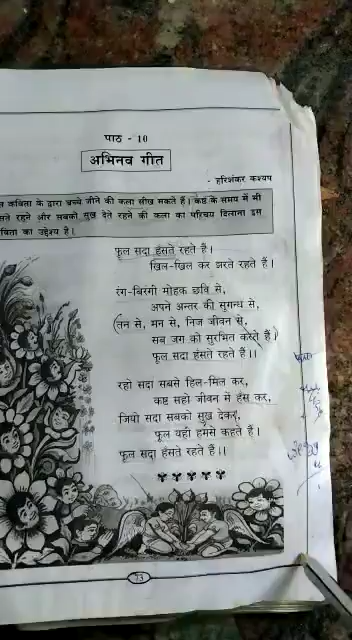 पाठ - 10
अभिनव गीत
- हरिशंकर कश्यप
कविता के द्वारा बच्चे जीने की कला सीख सकते हैं। कष्ट के समय में भी
हँसते रहने और सबको सुख देते रहने की कला का परिचय दिलाना इस
कविता का उद्देश्य है।
फूल सदा हँसते रहते हैं।
खिल-खिल कर झरते रहते हैं।
रंग-बिरंगी मोहक छवि से,
अपने अन्तर की सुगन्ध से,
(तन से, मन से, निज जीवन से,
सब जग को सुरभित करते हैं।)
फूल सदा हँसते रहते हैं।।
रहो सदा सबसे हिल-मिल कर,
कष्ट सहो जीवन में हँस कर,
जियो सदा सबको सुख देकर,
फूल यही हमसे कहते हैं।
फूल सदा हँसते रहते हैं।।
73